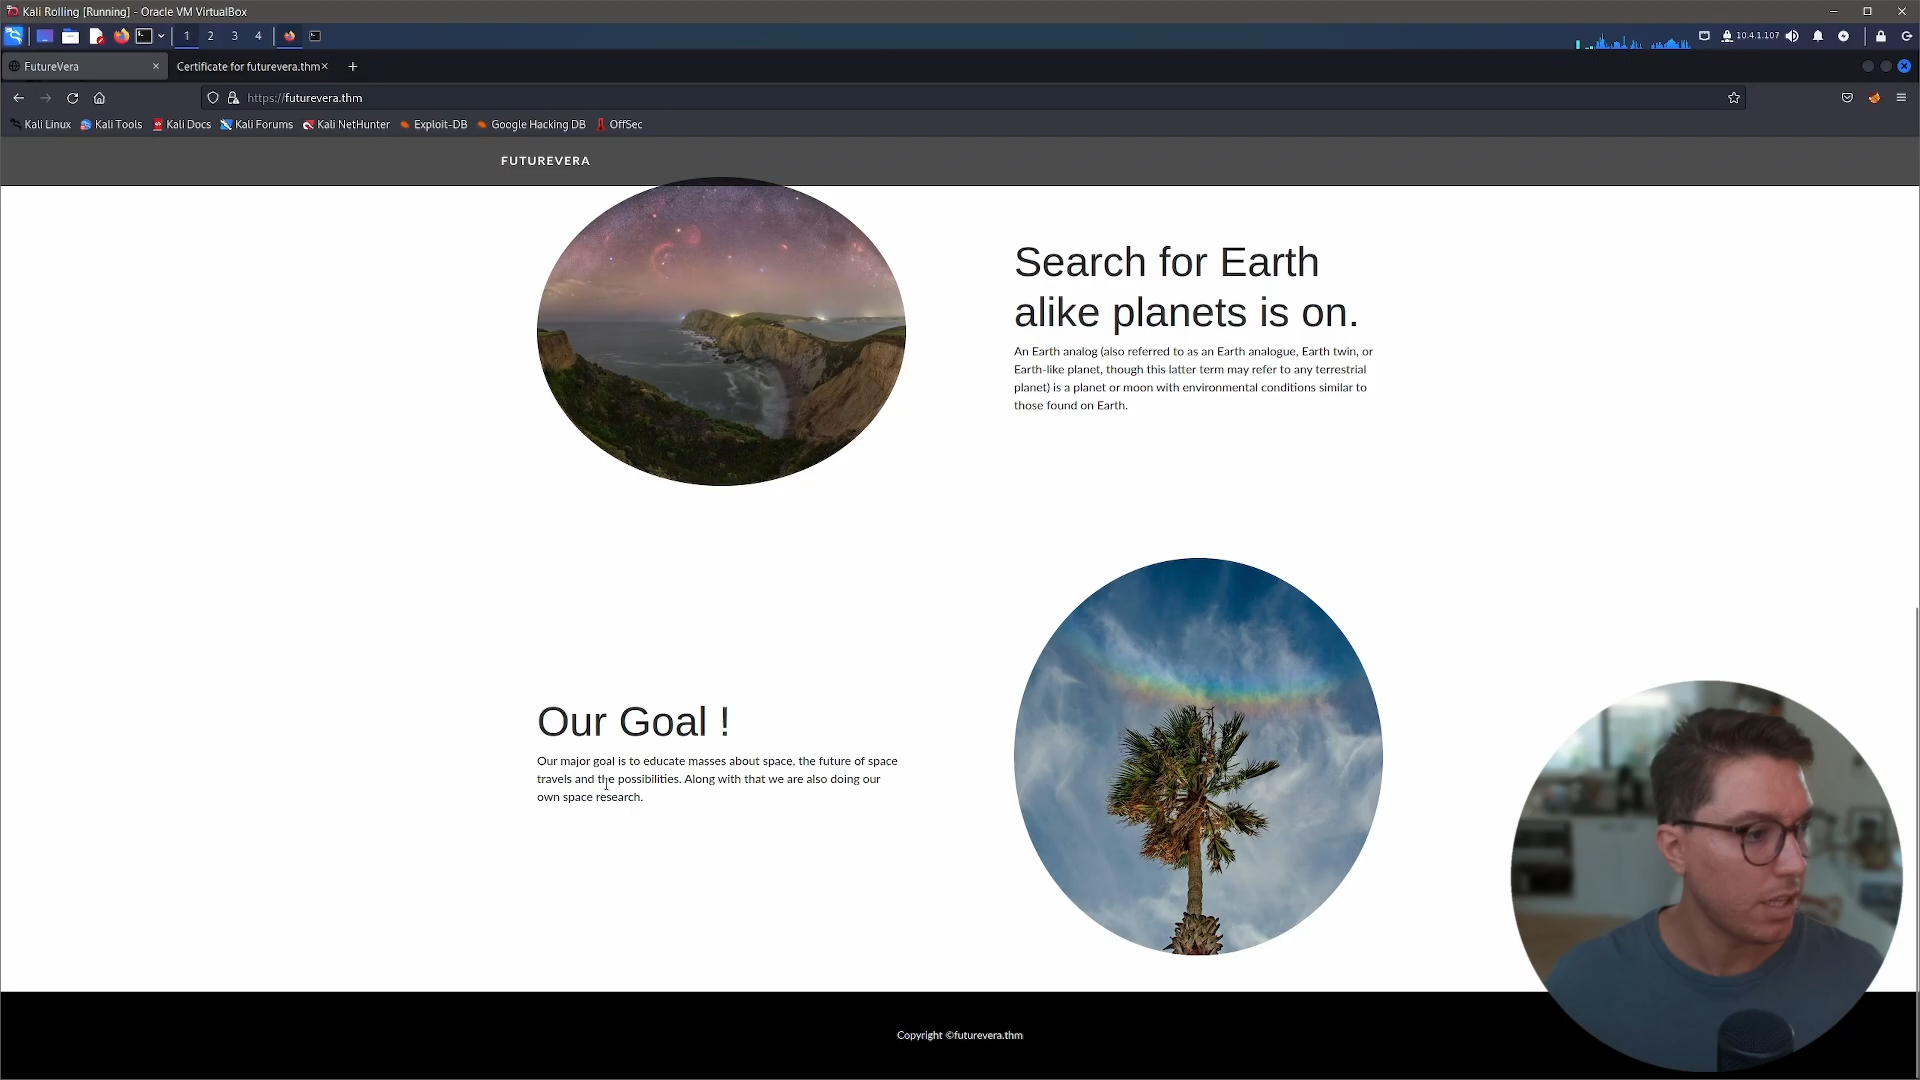 Kali Rolling [Running] - Oracle VM VirtualBox
1 2 3 4
10.4.1.107
FutureVera
Certificate for futurevera.thm
https://futurevera.thm
Kali Linux Kali Tools Kali Docs Kali Forums Kali NetHunter Exploit-DB Google Hacking DB OffSec
FUTUREVERA
Search for Earth
alike planets is on.
An Earth analog (also referred to as an Earth analogue, Earth twin, or
Earth-like planet, though this latter term may refer to any terrestrial
planet) is a planet or moon with environmental conditions similar to
those found on Earth.
Our Goal !
Our major goal is to educate masses about space, the future of space
travels and the possibilities. Along with that we are also doing our
own space research.
Copyright ©futurevera.thm